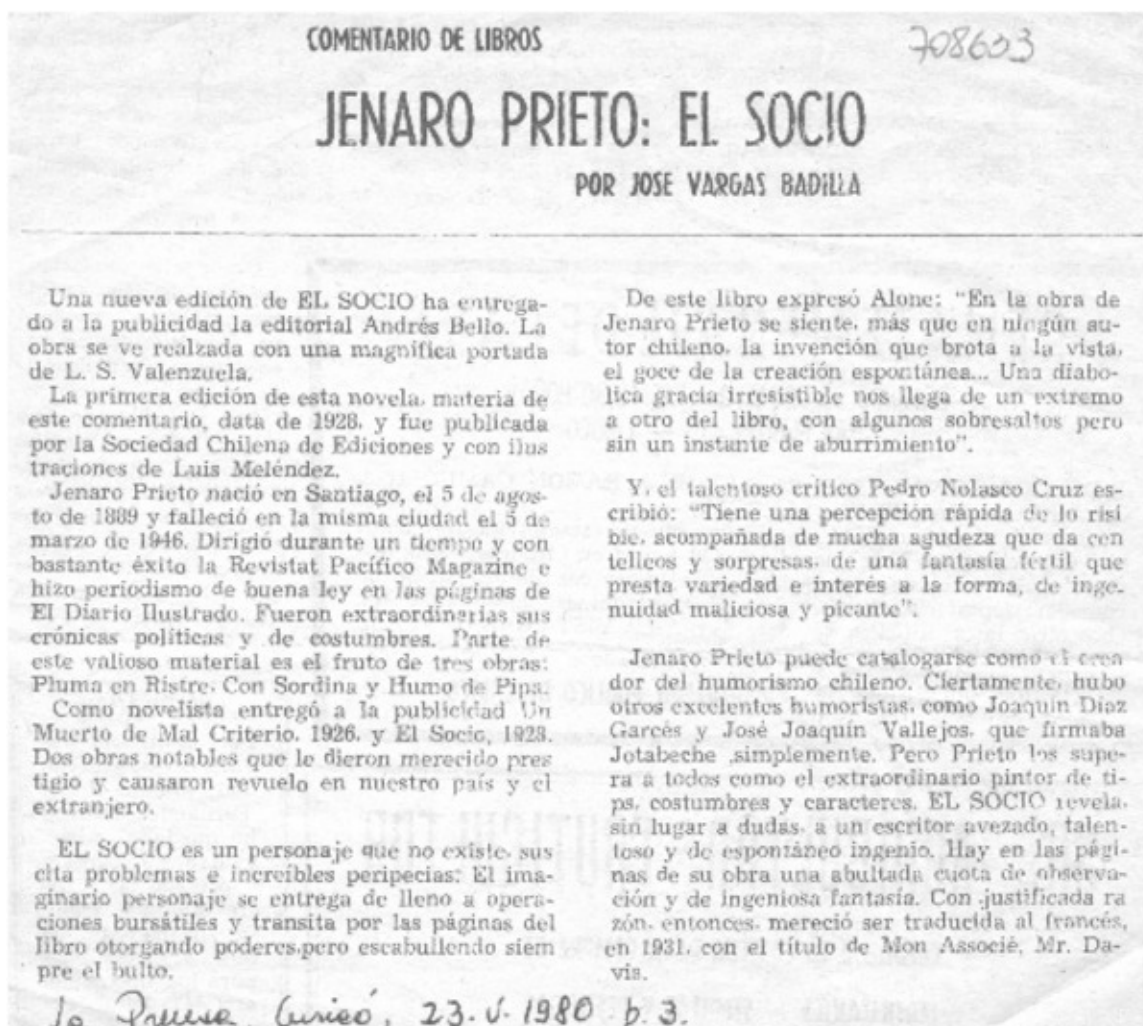 COMENTARIO DE LIBROS
708603
JENARO PRIETO: EL SOCIO
POR JOSE VARGAS BADILLA
Una nueva edición de EL SOCIO ha entrega-
do a la publicidad la editorial Andrés Bello. La
obra se ve realzada con una magnífica portada
de L. S. Valenzuela.
La primera edición de esta novela, materia de
este comentario, data de 1928, y fue publicada
por la Sociedad Chilena de Ediciones y con ilus
traciones de Luis Meléndez.
Jenaro Prieto nació en Santiago, el 5 de agos-
to de 1889 y falleció en la misma ciudad el 5 de
marzo de 1946. Dirigió durante un tiempo y con
bastante éxito la Revistat Pacífico Magazine e
hizo periodismo de buena ley en las páginas de
El Diario Ilustrado. Fueron extraordinarias sus
crónicas políticas y de costumbres. Parte de
este valioso material es el fruto de tres obras:
Pluma en Ristre, Con Sordina y Humo de Pipa.
Como novelista entregó a la publicidad Un
Muerto de Mal Criterio, 1926, y El Socio, 1928.
Dos obras notables que le dieron merecido pres
tigio y causaron revuelo en nuestro país y el
extranjero.
EL SOCIO es un personaje que no existe, sus
cita problemas e increíbles peripecias: El ima-
ginario personaje se entrega de lleno a opera-
ciones bursátiles y transita por las páginas del
libro otorgando poderes,pero escabullendo siem
pre el bulto.
De este libro expresó Alone: "En la obra de
Jenaro Prieto se siente, más que en ningún au-
tor chileno, la invención que brota a la vista,
el goce de la creación espontánea... Una diabo-
lica gracia irresistible nos llega de un extremo
a otro del libro, con algunos sobresaltos pero
sin un instante de aburrimiento".
Y, el talentoso crítico Pedro Nolasco Cruz es-
cribió: "Tiene una percepción rápida de lo risi
ble, acompañada de mucha agudeza que da cen
telleos y sorpresas, de una fantasía fértil que
presta variedad e interés a la forma, de inge-
nuidad maliciosa y picante".
Jenaro Prieto puede catalogarse como el crea
dor del humorismo chileno. Ciertamente, hubo
otros excelentes humoristas, como Joaquín Díaz
Garcés y José Joaquín Vallejos, que firmaba
Jotabeche ,simplemente. Pero Prieto los supe-
ra a todos como el extraordinario pintor de ti-
ps, costumbres y caracteres. EL SOCIO revela,
sin lugar a dudas, a un escritor avezado, talen-
toso y de espontáneo ingenio. Hay en las pági-
nas de su obra una abultada cuota de observa-
ción y de ingeniosa fantasía. Con justificada ra
zón, entonces, mereció ser traducida al francés,
en 1931, con el título de Mon Associé, Mr. Da-
vis.
La Prensa, Curicó, 23. V. 1980 p. 3.